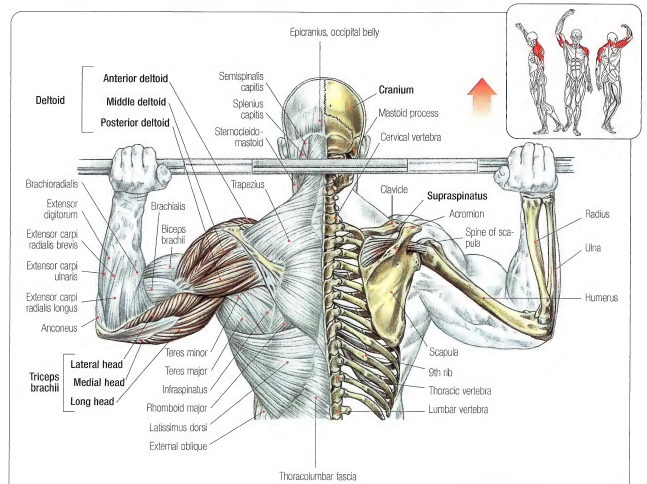 Epicranius, occipital belly
Deltoid
Anterior deltoid
Middle deltoid
Posterior deltoid
Semispinalis
capitis
Splenius
capitis
Sternocleido-
mastoid
Trapezius
Cranium
Mastoid process
Cervical vertebra
Clavicle
Supraspinatus
Acromion
Spine of sca-
pula
Radius
Ulna
Humerus
Brachioradialis
Extensor
digitorum
Extensor carpi
radialis brevis
Extensor carpi
ulnaris
Extensor carpi
radialis longus
Anconeus
Brachialis
Biceps
brachii
Triceps
brachii
Lateral head
Medial head
Long head
Teres minor
Teres major
Infraspinatus
Rhomboid major
Latissimus dorsi
External oblique
Scapula
9th rib
Thoracic vertebra
Lumbar vertebra
Thoracolumbar fascia